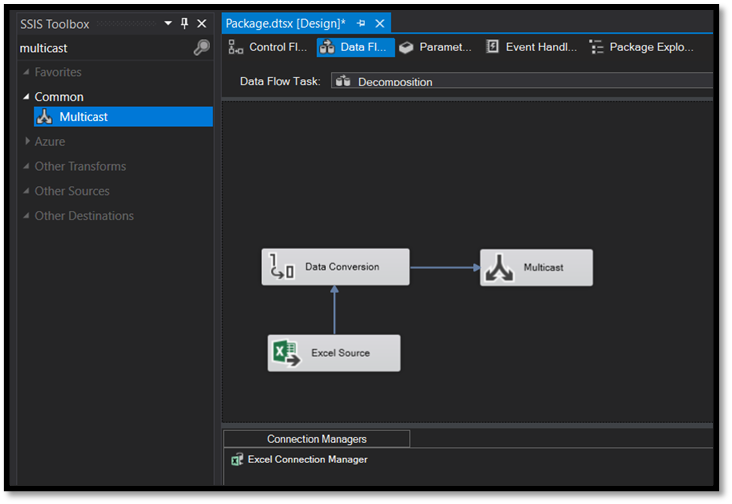 SSIS Toolbox
multicast
Favorites
Common
Multicast
Azure
Other Transforms
Other Sources
Other Destinations
Package.dtsx [Design]*
Control Fl...
Data Fl...
Paramet...
Event Handl...
Package Explo...
Data Flow Task:
Decomposition
Data Conversion
Multicast
Excel Source
Connection Managers
Excel Connection Manager